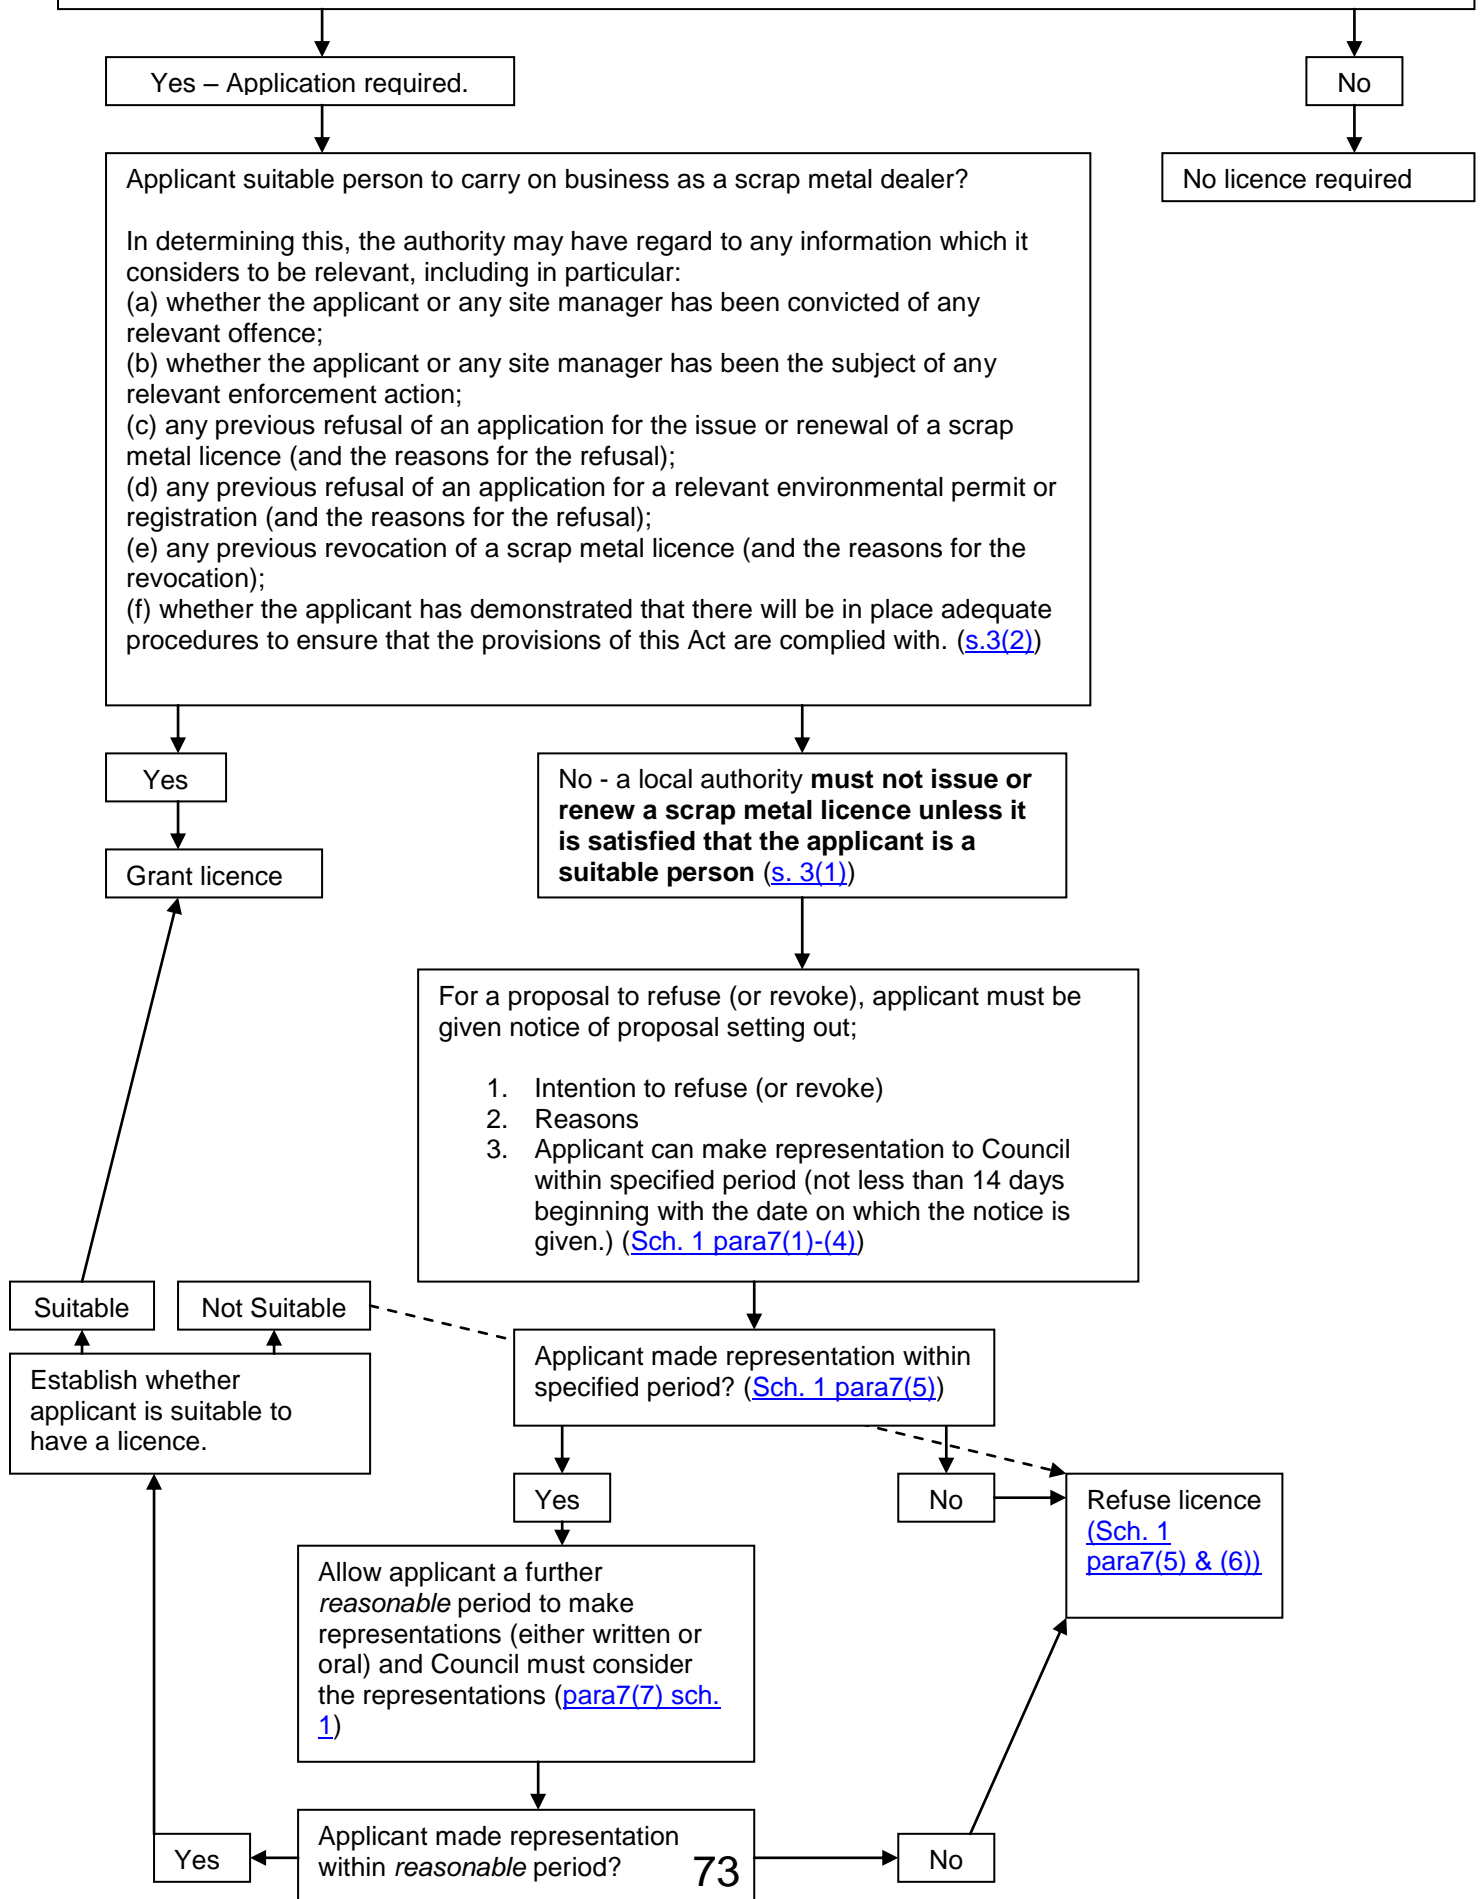 Yes – Application required.
No
No licence required
Applicant suitable person to carry on business as a scrap metal dealer?
In determining this, the authority may have regard to any information which it
considers to be relevant, including in particular:
(a) whether the applicant or any site manager has been convicted of any
relevant offence;
(b) whether the applicant or any site manager has been the subject of any
relevant enforcement action;
(c) any previous refusal of an application for the issue or renewal of a scrap
metal licence (and the reasons for the refusal);
(d) any previous refusal of an application for a relevant environmental permit or
registration (and the reasons for the refusal);
(e) any previous revocation of a scrap metal licence (and the reasons for the
revocation);
(f) whether the applicant has demonstrated that there will be in place adequate
procedures to ensure that the provisions of this Act are complied with. (s.3(2))
Yes
Grant licence
No - a local authority must not issue or
renew a scrap metal licence unless it
is satisfied that the applicant is a
suitable person (s. 3(1))
For a proposal to refuse (or revoke), applicant must be
given notice of proposal setting out;
1. Intention to refuse (or revoke)
2. Reasons
3. Applicant can make representation to Council
within specified period (not less than 14 days
beginning with the date on which the notice is
given.) (Sch. 1 para7(1)-(4))
Suitable
Not Suitable
Establish whether
applicant is suitable to
have a licence.
Applicant made representation within
specified period? (Sch. 1 para7(5))
Yes
No
Refuse licence
(Sch. 1
para7(5) & (6))
Allow applicant a further
reasonable period to make
representations (either written or
oral) and Council must consider
the representations (para7(7) sch.
1)
Applicant made representation
within reasonable period?
Yes
No
73